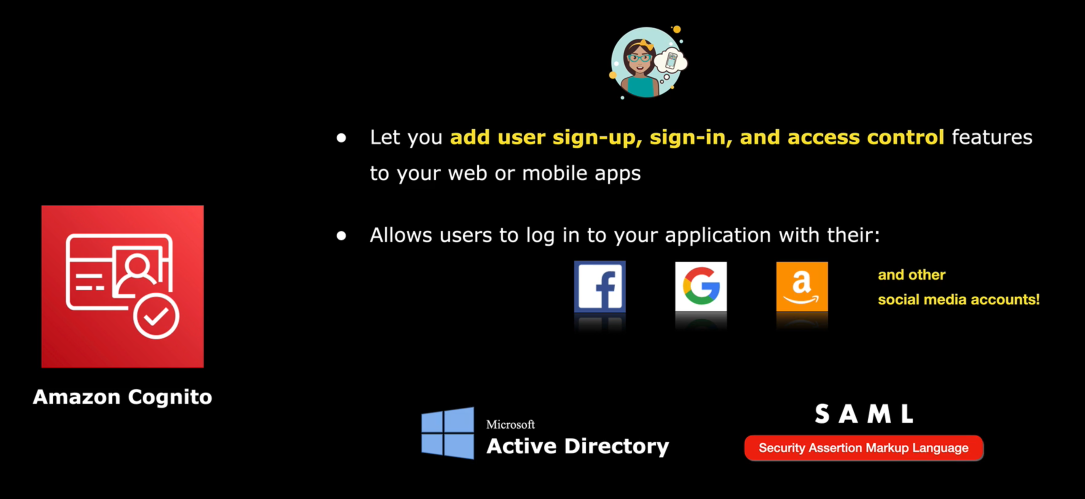 ● Let you add user sign-up, sign-in, and access control features
to your web or mobile apps
● Allows users to log in to your application with their:
f
G
a
and other
social media accounts!
Amazon Cognito
Microsoft
Active Directory
SAML
Security Assertion Markup Language